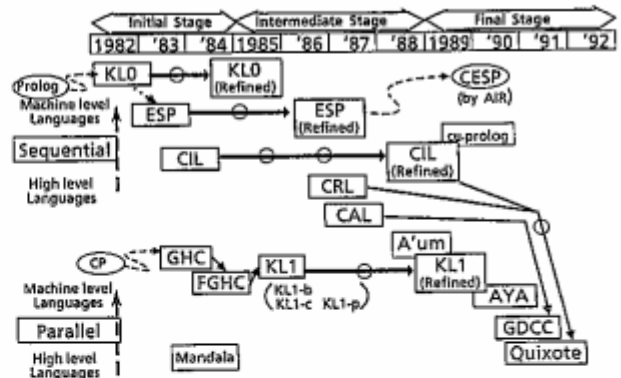 Initial Stage Intermediate Stage Final Stage
1982 '83 '84 1985 '86 '87 '88 1989 '90 '91 '92
Prolog
KL0
KL0
(Refined)
CESP
(by AIR)
Machine level
Languages
ESP
ESP
(Refined)
Sequential
CIL
CIL
(Refined)
cu-prolog
High level
Languages
CRL
CAL
CP
GHC
FGHC
KL1
(KL1-b
KL1-c KL1-p)
A'um
KL1
(Refined)
AYA
Machine level
Languages
Parallel
GDCC
Quixote
High level
Languages
Mandala